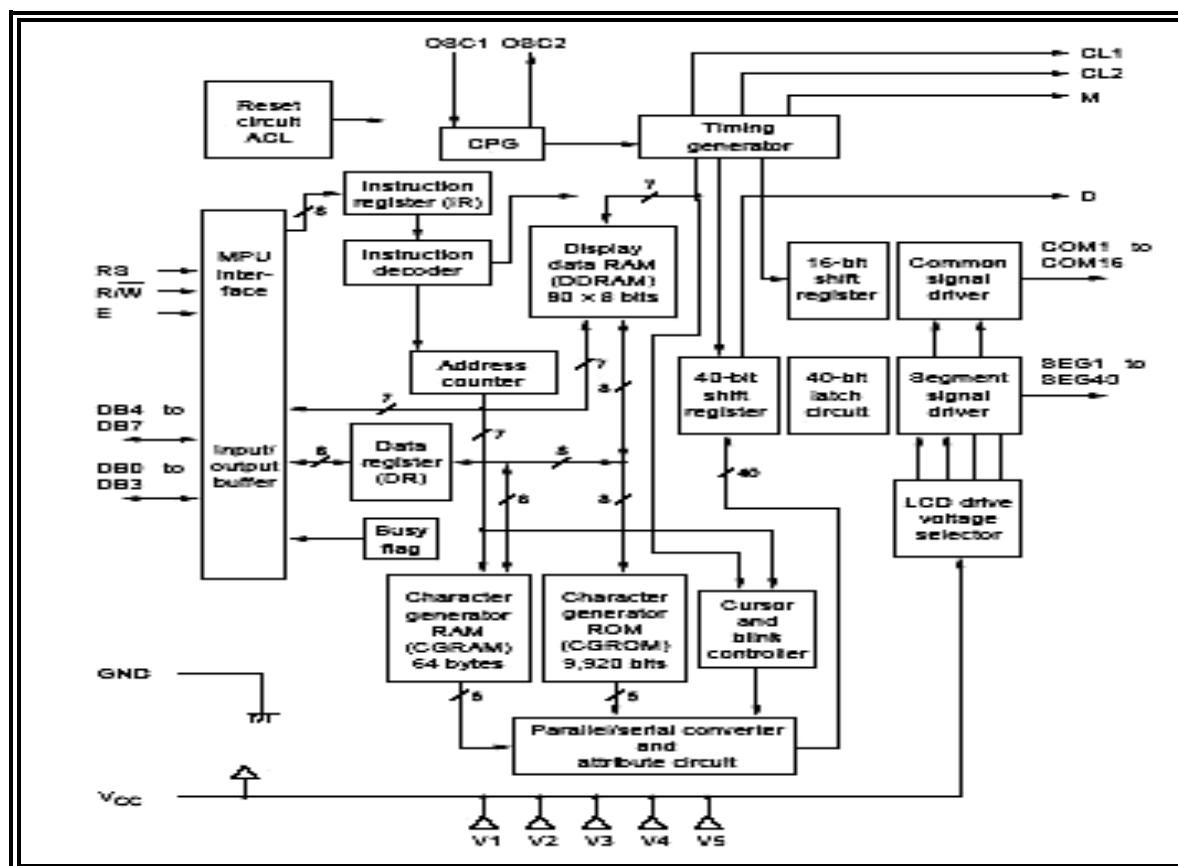 OSC1 OSC2
CL1
CL2
M
Reset
circuit
ACL
CPG
Timing
generator
7
D
Instruction
register (IR)
8
MPU
inter-
face
Instruction
decoder
Display
data RAM
(DDRAM)
80 × 8 bits
16-bit
shift
register
Common
signal
driver
COM1 to
COM16
RS
R/W
E
Address
counter
7
8
40-bit
shift
register
40-bit
latch
circuit
Segment
signal
driver
SEG1 to
SEG40
7
7
DB4 to
DB7
DB0 to
DB3
Input/
output
buffer
8
Data
register
(DR)
8
8
8
40
LCD drive
voltage
selector
Busy
flag
Character
generator
RAM
(CGRAM)
64 bytes
Character
generator
ROM
(CGROM)
9,920 bits
Cursor
and
blink
controller
GND
5
5
Parallel/serial converter
and
attribute circuit
VCC
V1 V2 V3 V4 V5